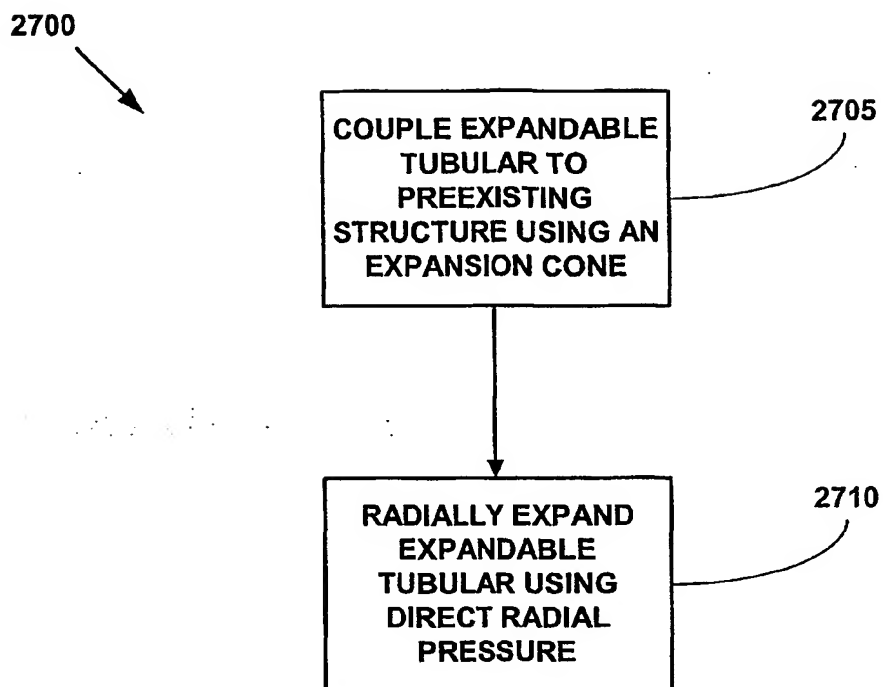 2700
COUPLE EXPANDABLE
TUBULAR TO
PREEXISTING
STRUCTURE USING AN
EXPANSION CONE
2705
RADIALLY EXPAND
EXPANDABLE
TUBULAR USING
DIRECT RADIAL
PRESSURE
2710